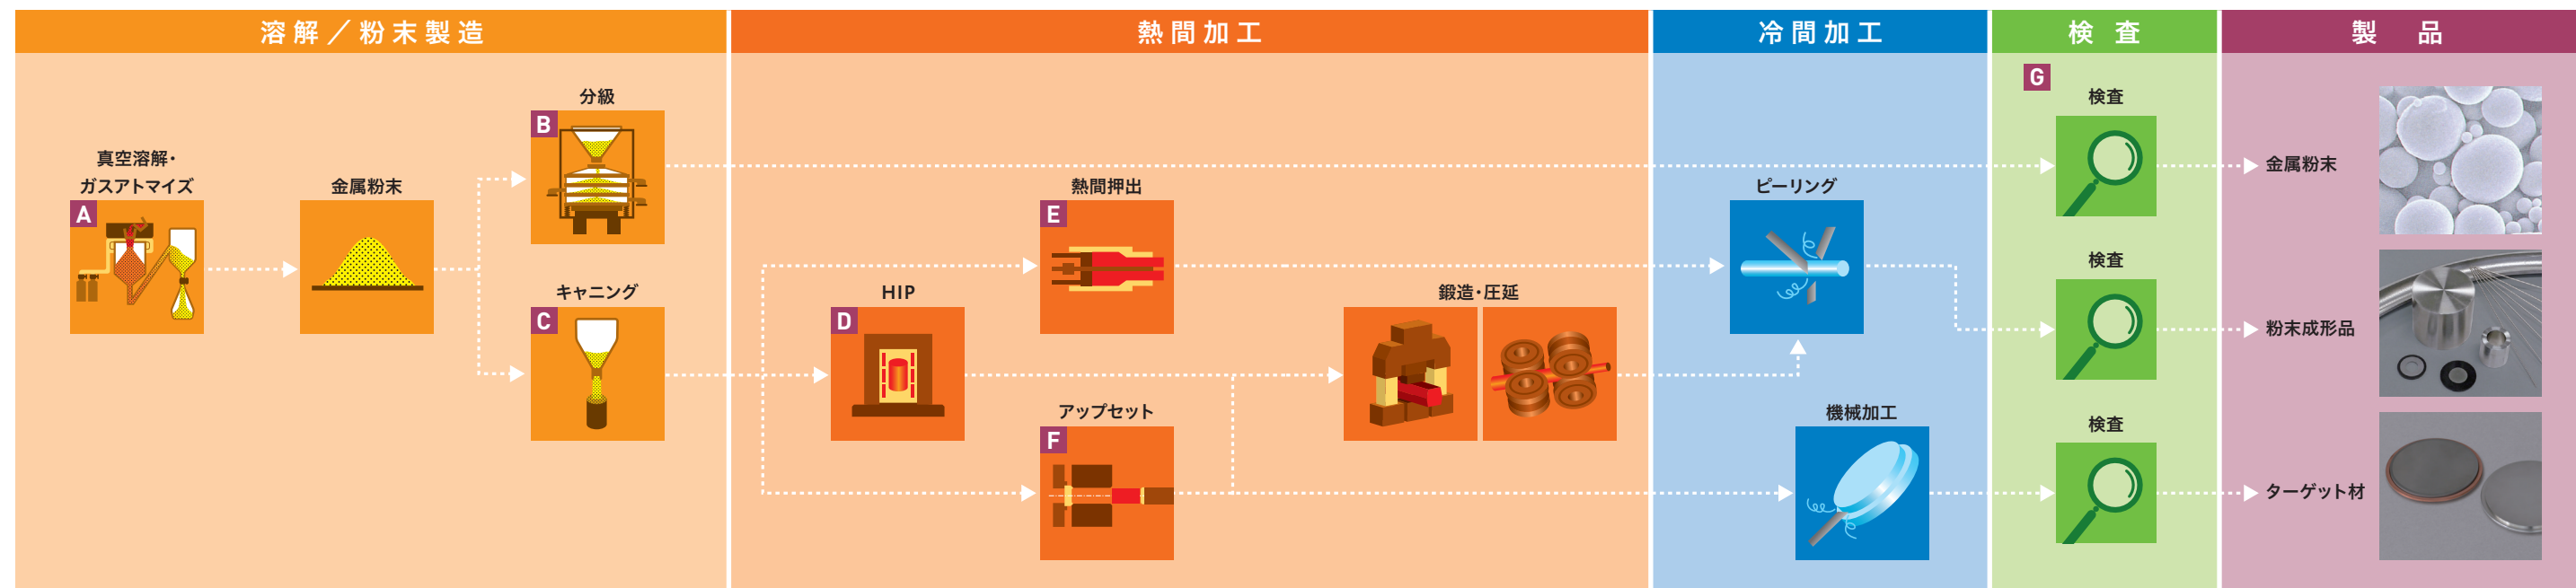 溶解／粉末製造
熱間加工
冷間加工
検査
製品
真空溶解・
ガスアトマイズ
A
金属粉末
分級
B
キャニング
C
HIP
D
熱間押出
E
アップセット
F
鍛造・圧延
ピーリング
機械加工
G
検査
検査
検査
金属粉末
粉末成形品
ターゲット材